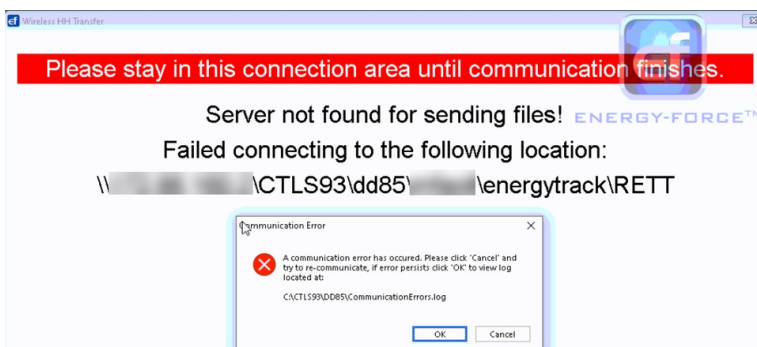 ef Wireless HH Transfer
Please stay in this connection area until communication finishes.
Server not found for sending files!
ENERGY-FORCE™
Failed connecting to the following location:
\\ \CTLS93\dd85\ \energytrack\RETT
Communication Error
A communication error has occured. Please click 'Cancel' and
try to re-communicate, if error persists click 'OK' to view log
located at:
C:\CTLS93\DD85\CommunicationErrors.log
OK Cancel